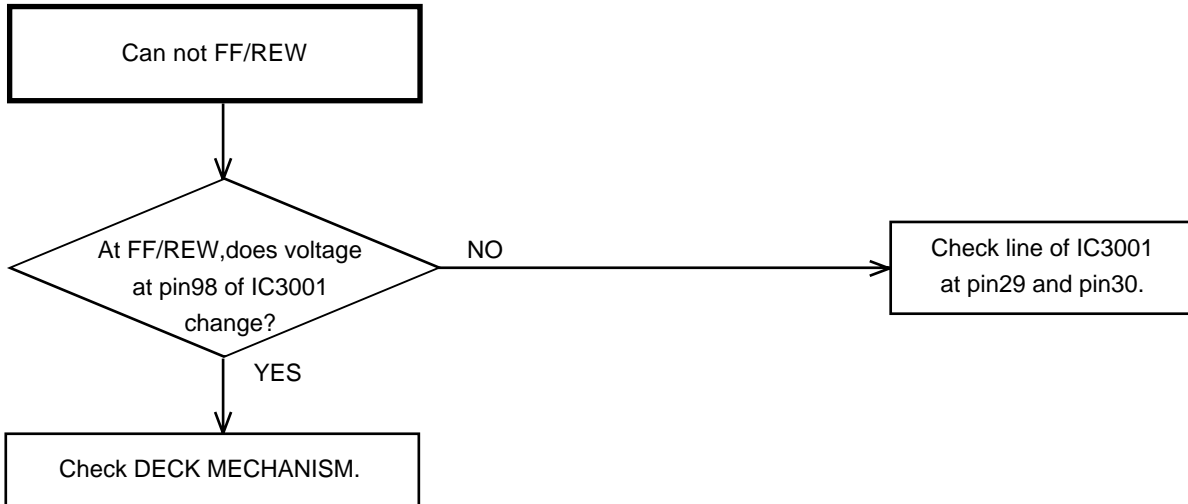 Can not FF/REW
At FF/REW,does voltage
at pin98 of IC3001
change?
NO
Check line of IC3001
at pin29 and pin30.
YES
Check DECK MECHANISM.